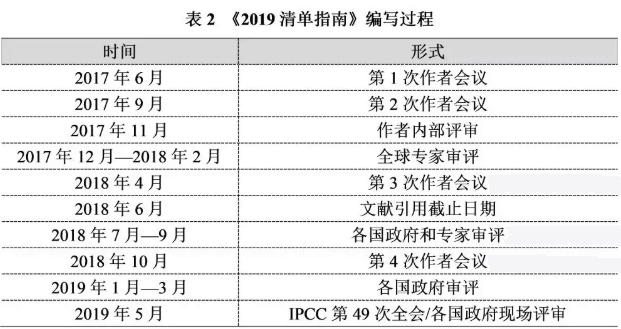 表 2 《2019 清单指南》编写过程
时间 形式
2017 年 6 月 第 1 次作者会议
2017 年 9 月 第 2 次作者会议
2017 年 11 月 作者内部评审
2017 年 12 月—2018 年 2 月 全球专家审评
2018 年 4 月 第 3 次作者会议
2018 年 6 月 文献引用截止日期
2018 年 7 月—9 月 各国政府和专家审评
2018 年 10 月 第 4 次作者会议
2019 年 1 月—3 月 各国政府审评
2019 年 5 月 IPCC 第 49 次全会/各国政府现场评审